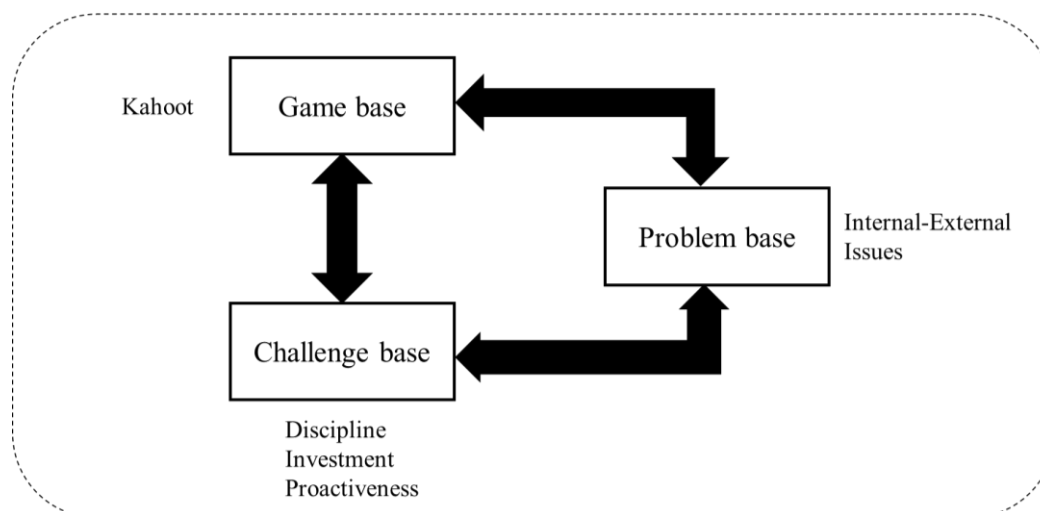 Kahoot
Game base
Problem base
Internal-External
Issues
Challenge base
Discipline
Investment
Proactiveness